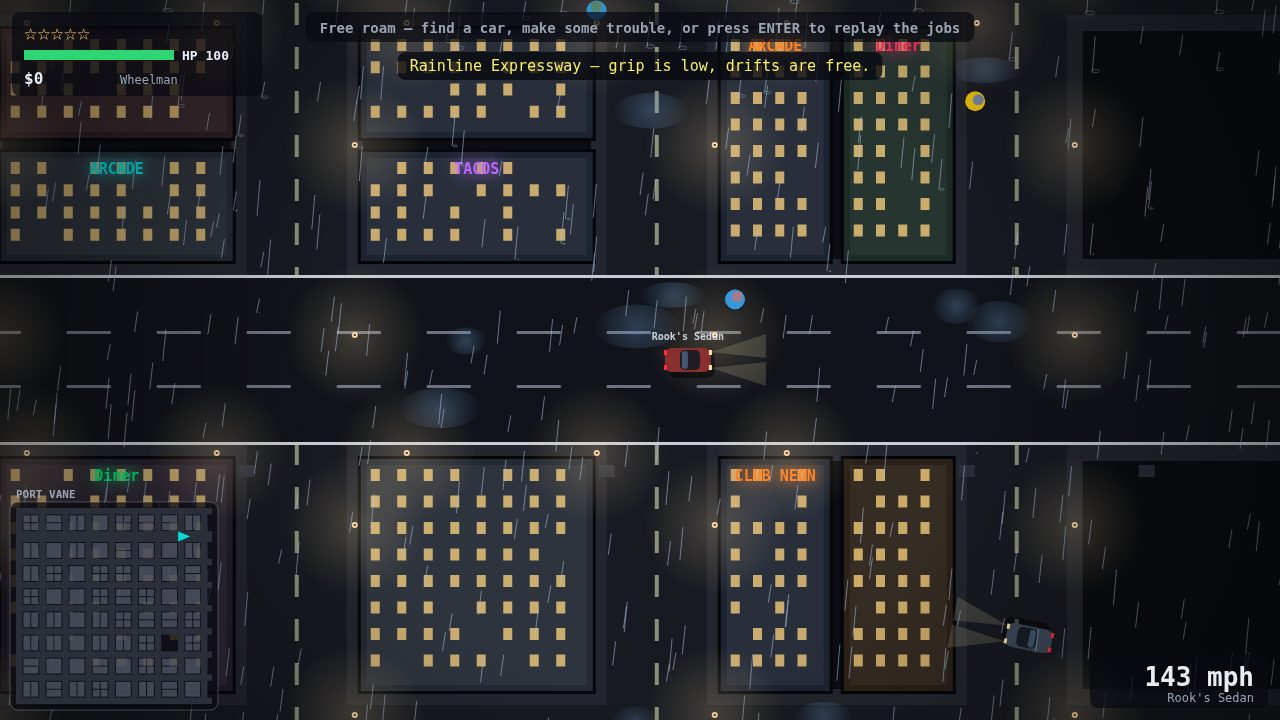 ☆☆☆☆☆
HP 100
$0 Wheelman
Free roam — find a car, make some trouble, or press ENTER to replay the jobs
Rainline Expressway — grip is low, drifts are free.
ARCADE
Diner
ARCADE
TACOS
Rook's Sedan
Diner
CLUB NEON
PORT VANE
143 mph
Rook's Sedan